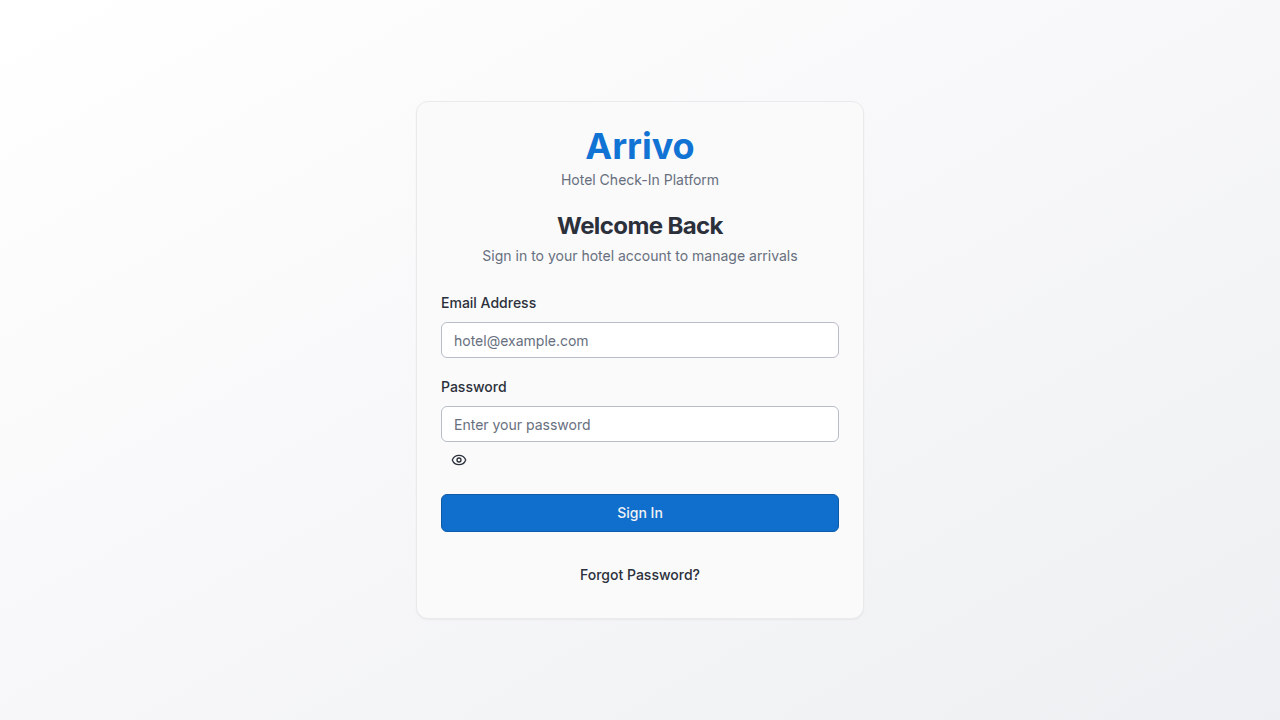 Arrivo
Hotel Check-In Platform
Welcome Back
Sign in to your hotel account to manage arrivals
Email Address
hotel@example.com
Password
Enter your password
Sign In
Forgot Password?